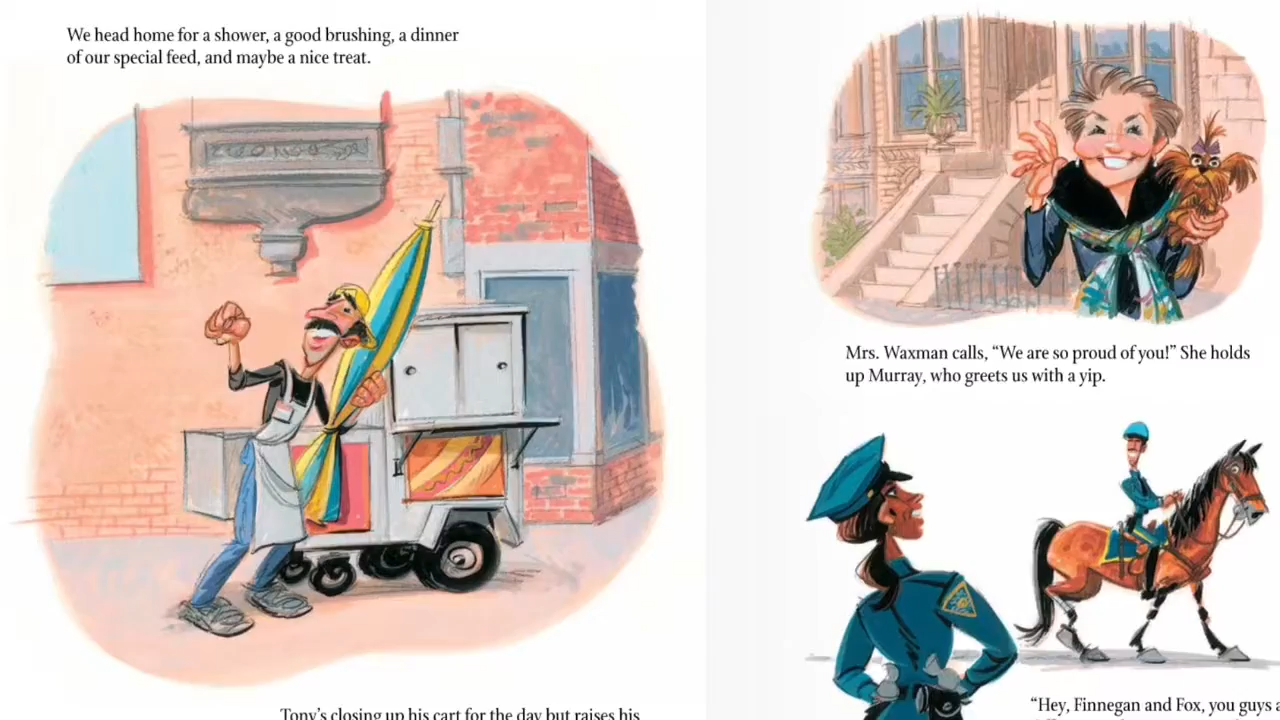 We head home for a shower, a good brushing, a dinner
of our special feed, and maybe a nice treat.
Tony’s closing up his cart for the day but raises his
Mrs. Waxman calls, “We are so proud of you!” She holds
up Murray, who greets us with a yip.
“Hey, Finnegan and Fox, you guys